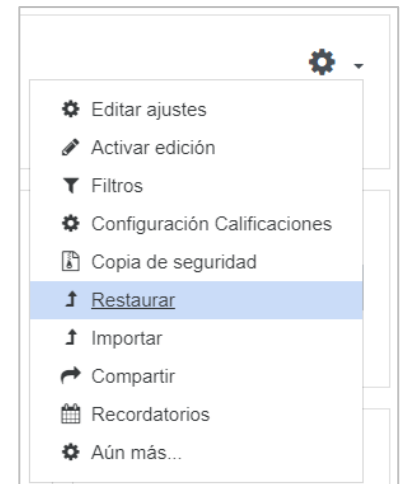 Editar ajustes
Activar edición
Filtros
Configuración Calificaciones
Copia de seguridad
Restaurar
Importar
Compartir
Recordatorios
Aún más...